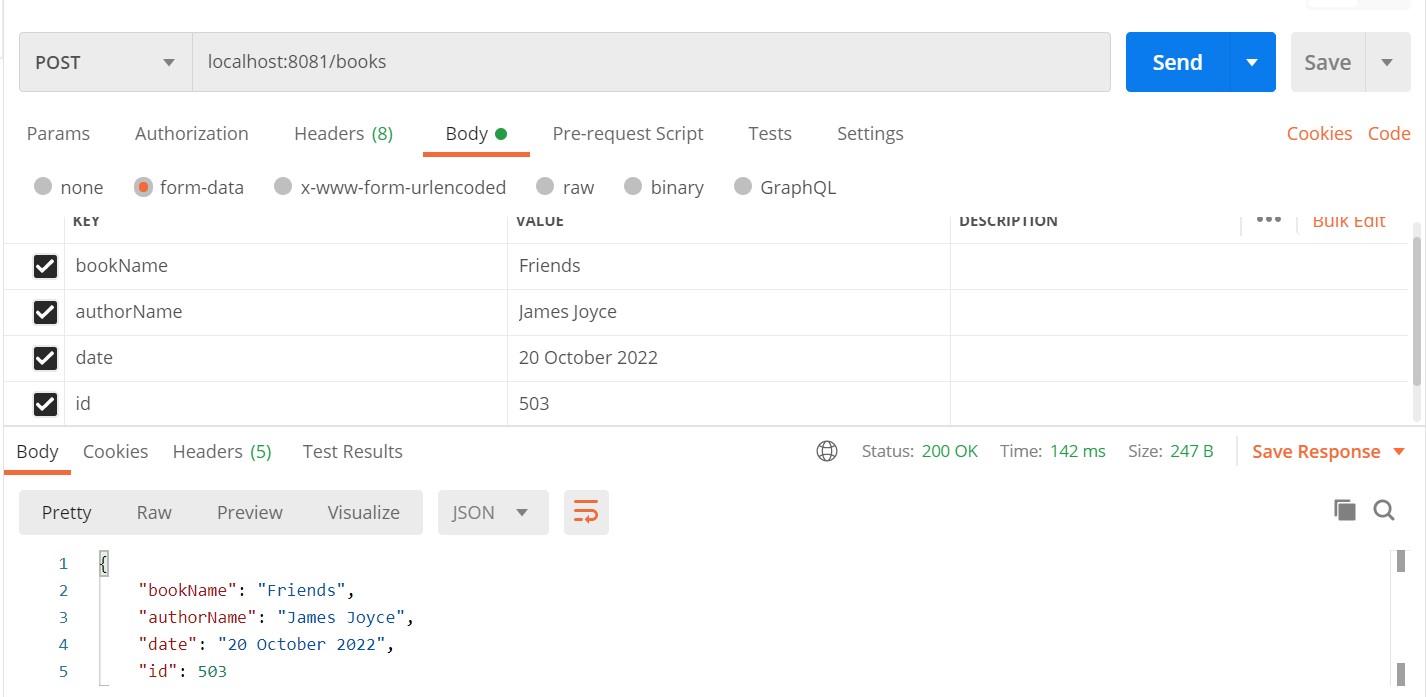 POST localhost:8081/books Send Save
Params Authorization Headers (8) Body Pre-request Script Tests Settings Cookies Code
none form-data x-www-form-urlencoded raw binary GraphQL
KEY VALUE DESCRIPTION Bulk Edit
bookName Friends
authorName James Joyce
date 20 October 2022
id 503
Body Cookies Headers (5) Test Results Status: 200 OK Time: 142 ms Size: 247 B Save Response
Pretty Raw Preview Visualize JSON
1 {
2 "bookName": "Friends",
3 "authorName": "James Joyce",
4 "date": "20 October 2022",
5 "id": 503